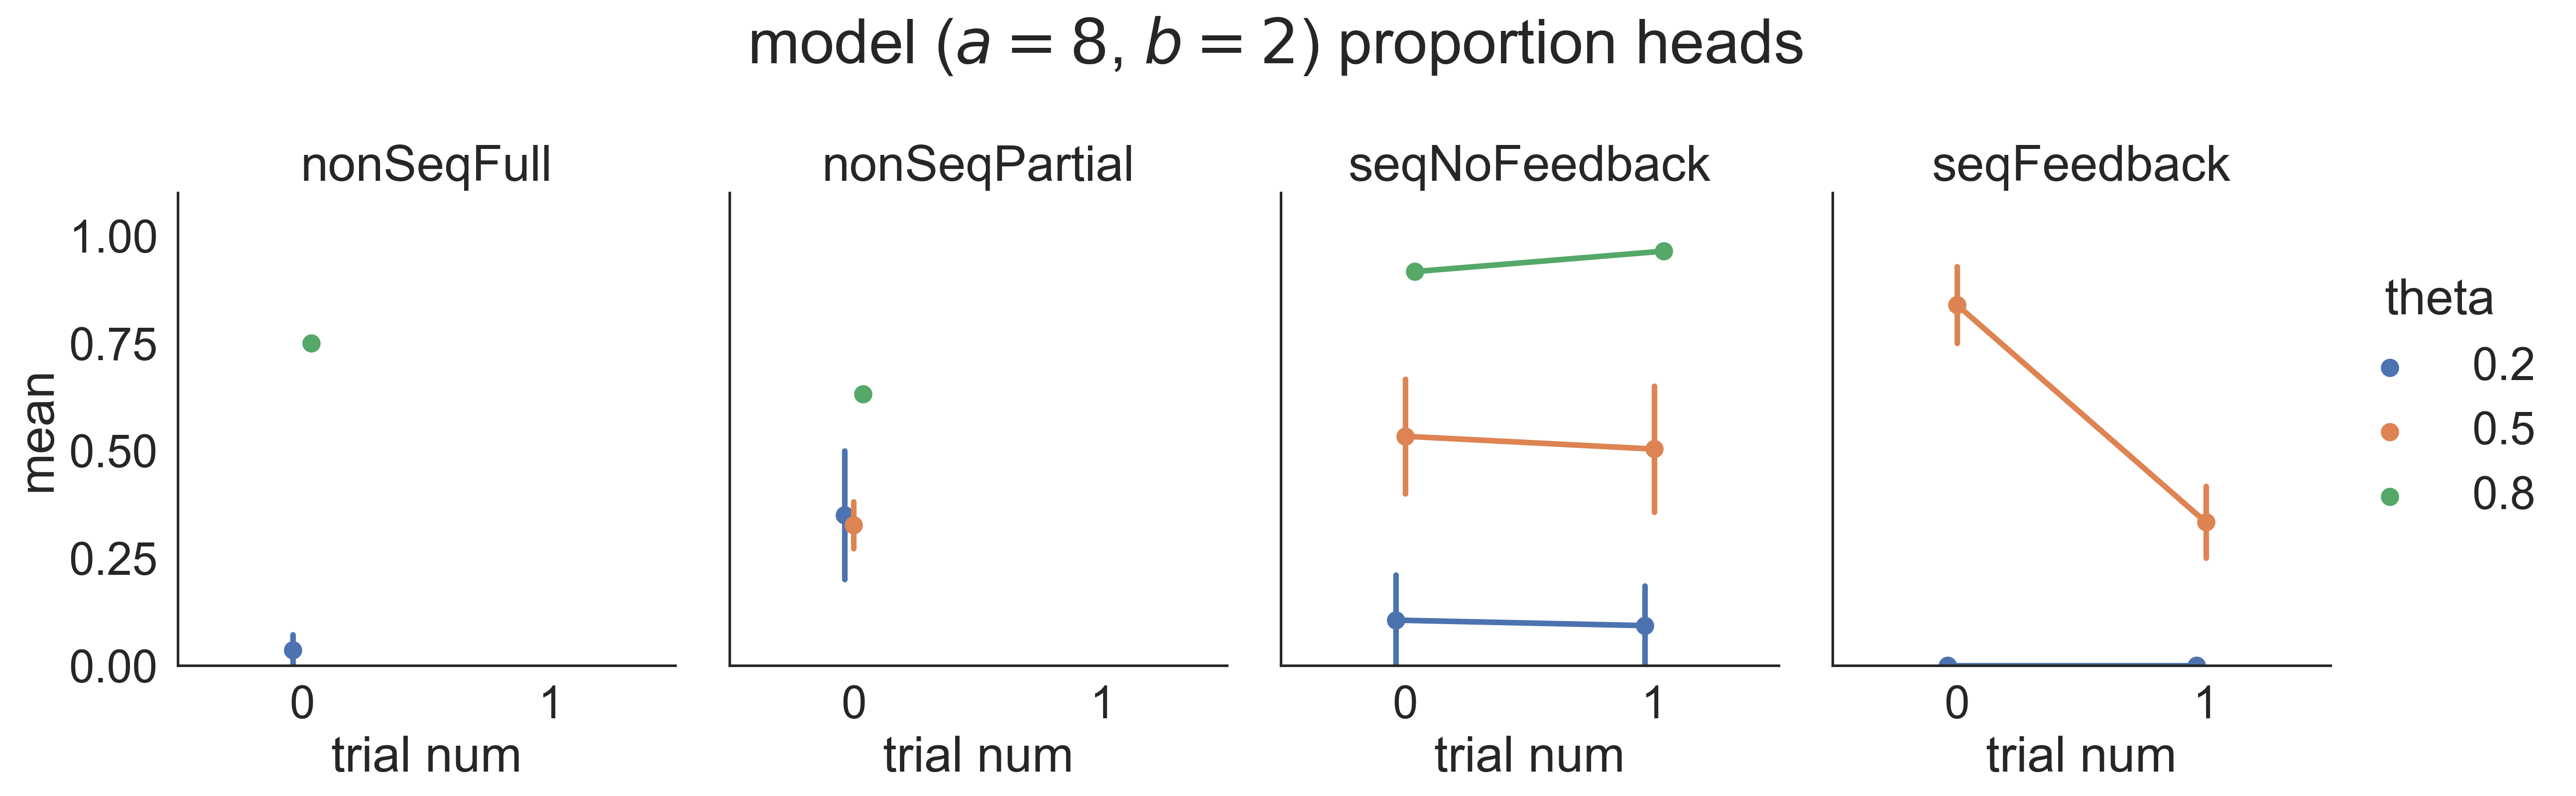 model (a = 8, b = 2) proportion heads
nonSeqFull
nonSeqPartial
seqNoFeedback
seqFeedback
1.00
0.75
0.50
0.25
0.00
mean
0
1
trial num
0
1
trial num
0
1
trial num
0
1
trial num
theta
0.2
0.5
0.8